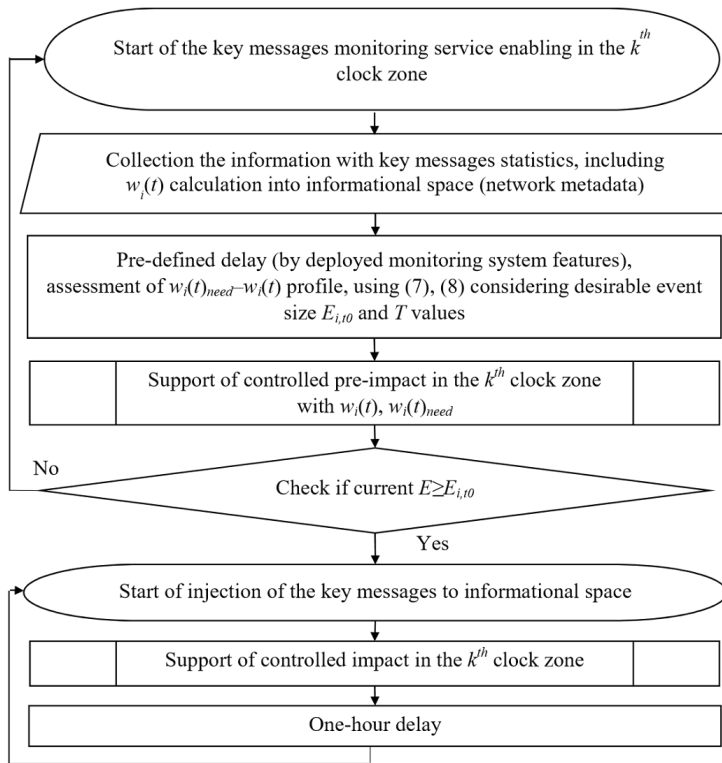 Start of the key messages monitoring service enabling in the k^th
clock zone
Collection the information with key messages statistics, including
w_i(t) calculation into informational space (network metadata)
Pre-defined delay (by deployed monitoring system features),
assessment of w_i(t)_need–w_i(t) profile, using (7), (8) considering desirable event
size E_i,t0 and T values
Support of controlled pre-impact in the k^th clock zone
with w_i(t), w_i(t)_need
No
Check if current E≥E_i,t0
Yes
Start of injection of the key messages to informational space
Support of controlled impact in the k^th clock zone
One-hour delay